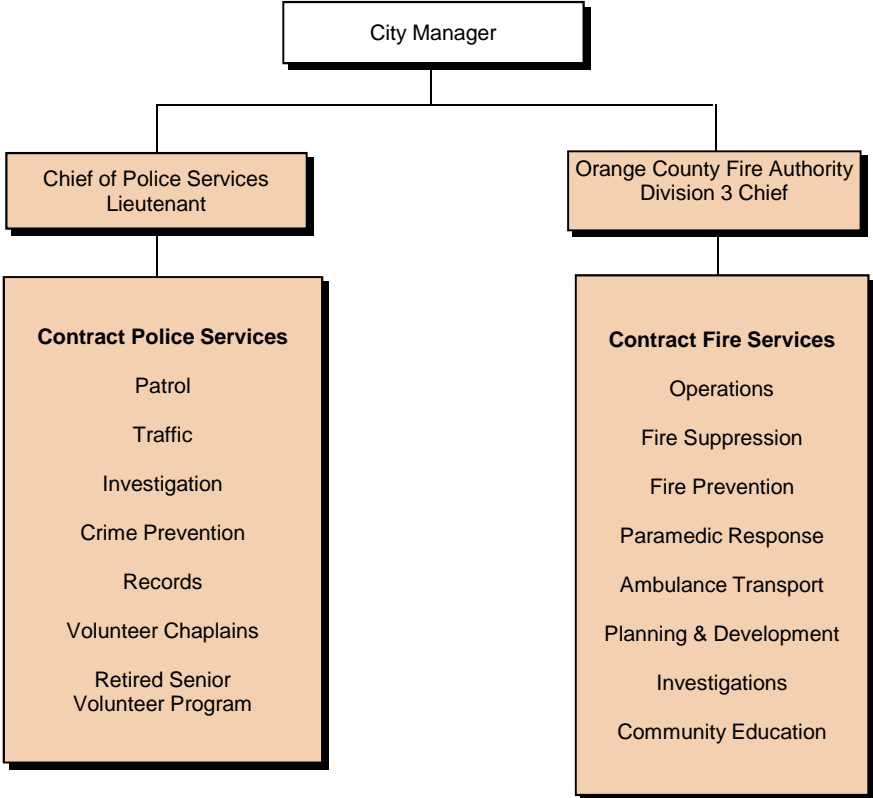 City Manager
Chief of Police Services
Lieutenant
Orange County Fire Authority
Division 3 Chief
Contract Police Services
Patrol
Traffic
Investigation
Crime Prevention
Records
Volunteer Chaplains
Retired Senior
Volunteer Program
Contract Fire Services
Operations
Fire Suppression
Fire Prevention
Paramedic Response
Ambulance Transport
Planning & Development
Investigations
Community Education